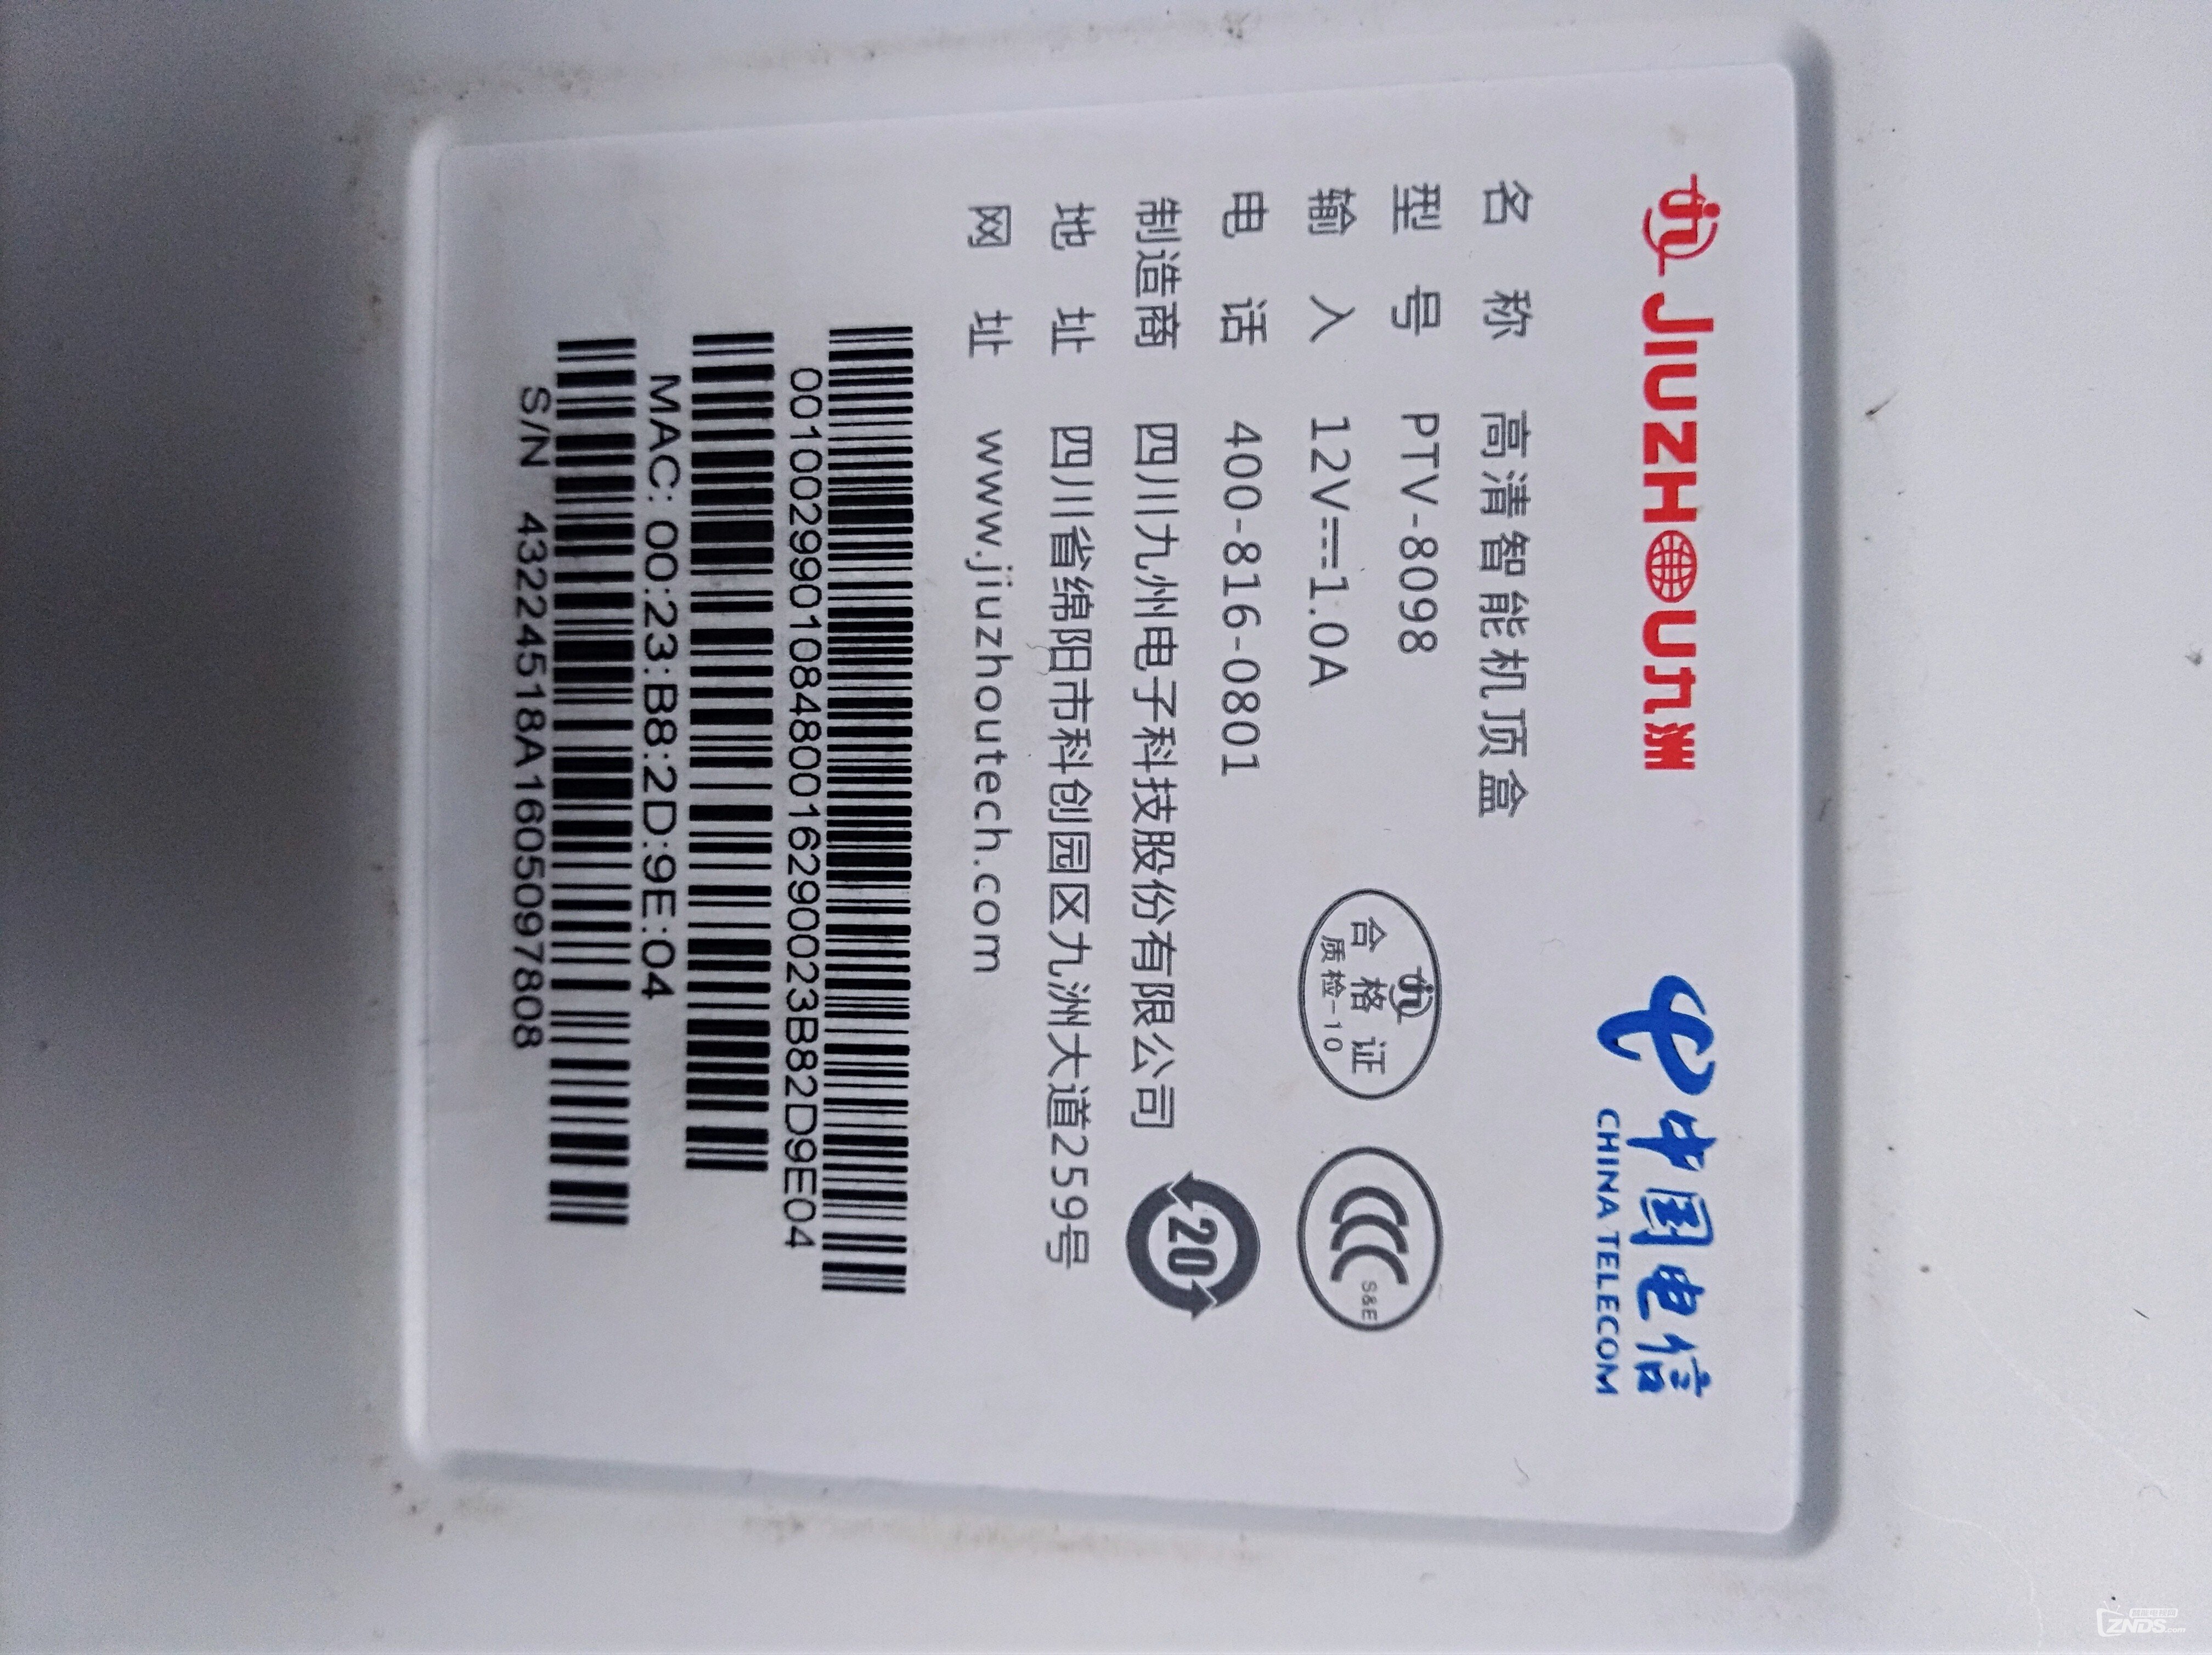 JIUZHOU九洲
中国电信
CHINA TELECOM
名称 高清智能机顶盒
型号 PTV-8098
输入 12V⎓1.0A
合格证
质检-10
S&E
电话 400-816-0801
制造商 四川九州电子科技股份有限公司
20
地址 四川省绵阳市科创园区九洲大道259号
网址 www.jiuzhoutech.com
001002990108480016290023B82D9E04
MAC: 00:23:B8:2D:9E:04
S/N 432245518A1605097808
ZNDS.com